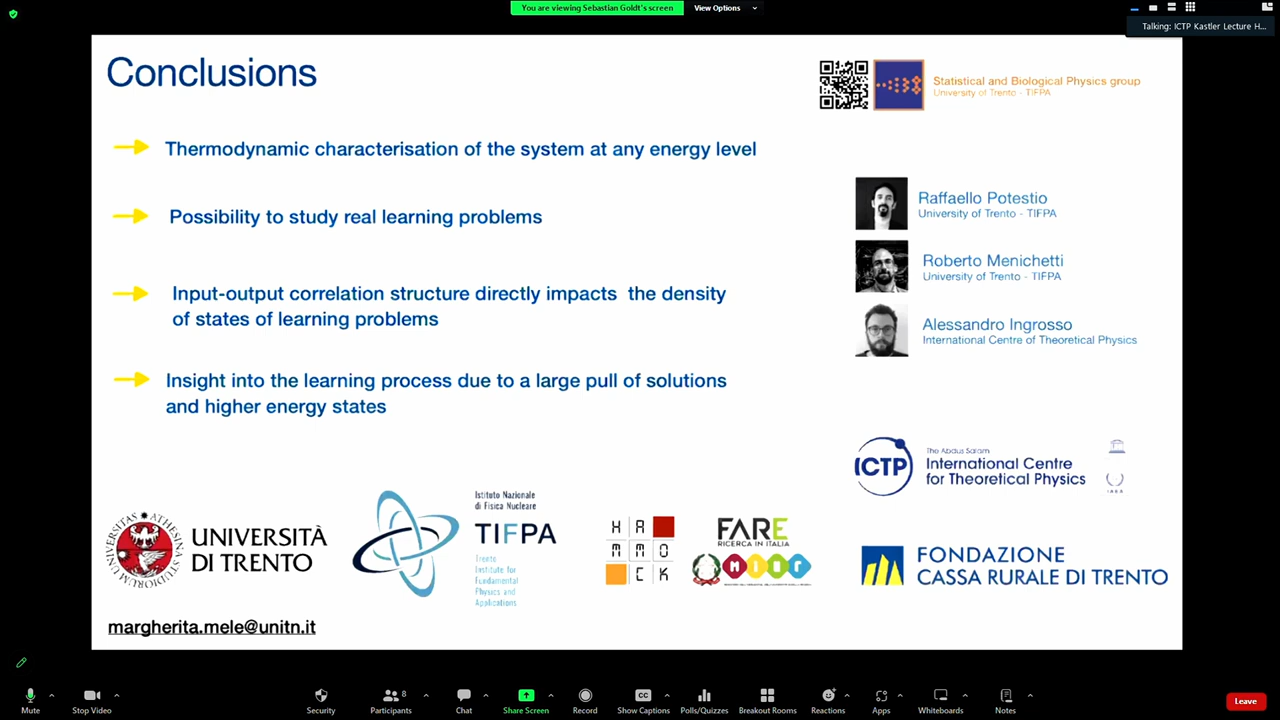 You are viewing Sebastian Goldt's screen
View Options
Talking: ICTP Kastler Lecture H...
Conclusions
Statistical and Biological Physics group
University of Trento - TIFPA
Thermodynamic characterisation of the system at any energy level
Possibility to study real learning problems
Input-output correlation structure directly impacts the density
of states of learning problems
Insight into the learning process due to a large pull of solutions
and higher energy states
Raffaello Potestio
University of Trento - TIFPA
Roberto Menichetti
University of Trento - TIFPA
Alessandro Ingrosso
International Centre of Theoretical Physics
ICTP
The Abdus Salam
International Centre
for Theoretical Physics
UNIVERSITÀ
DI TRENTO
Istituto Nazionale
di Fisica Nucleare
TIFPA
Trento
Institute for
Fundamental
Physics and
Applications
H A
M M O
C K
FARE
RICERCA IN ITALIA
FONDAZIONE
CASSA RURALE DI TRENTO
margherita.mele@unitn.it
Mute
Stop Video
Security
Participants
8
Chat
Share Screen
Record
CC
Show Captions
Polls/Quizzes
Breakout Rooms
Reactions
Apps
Whiteboards
Notes
Leave